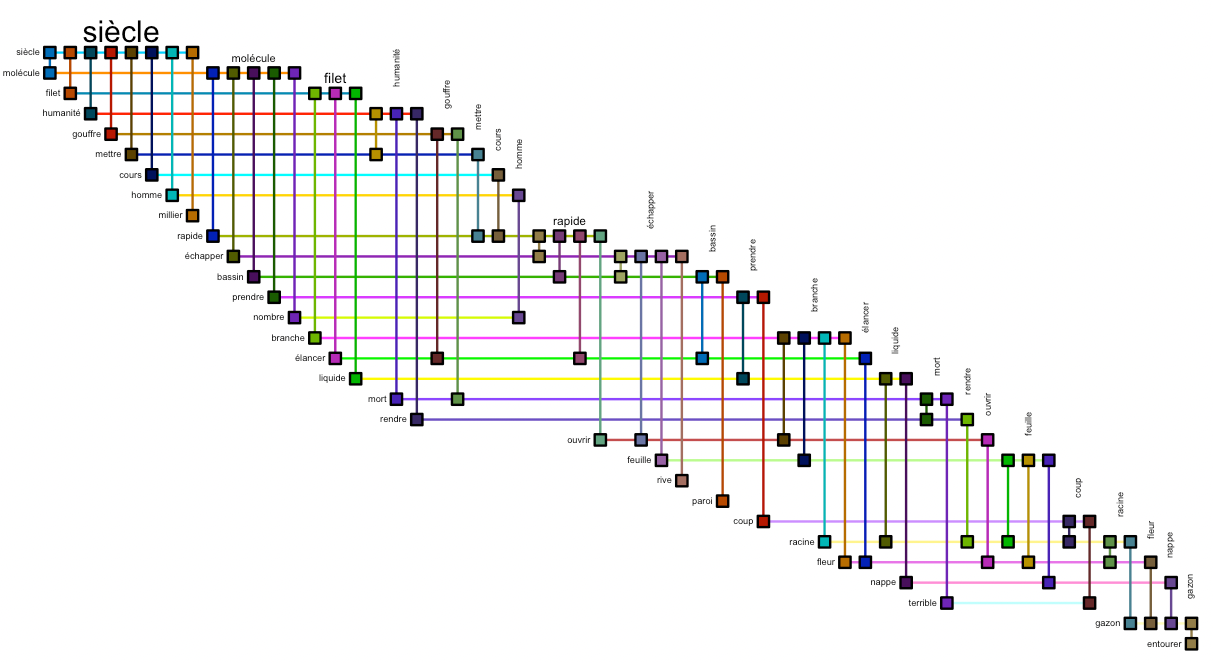 siècle
siècle
molécule
molécule
filet
filet
humanité
humanité
gouffre
gouffre
mettre
mettre
cours
cours
homme
homme
millier
rapide
rapide
échapper
échapper
bassin
bassin
prendre
prendre
nombre
branche
branche
élancer
élancer
liquide
liquide
mort
mort
rendre
rendre
ouvrir
ouvrir
feuille
feuille
rive
paroi
coup
coup
racine
racine
fleur
fleur
nappe
nappe
terrible
gazon
gazon
entourer